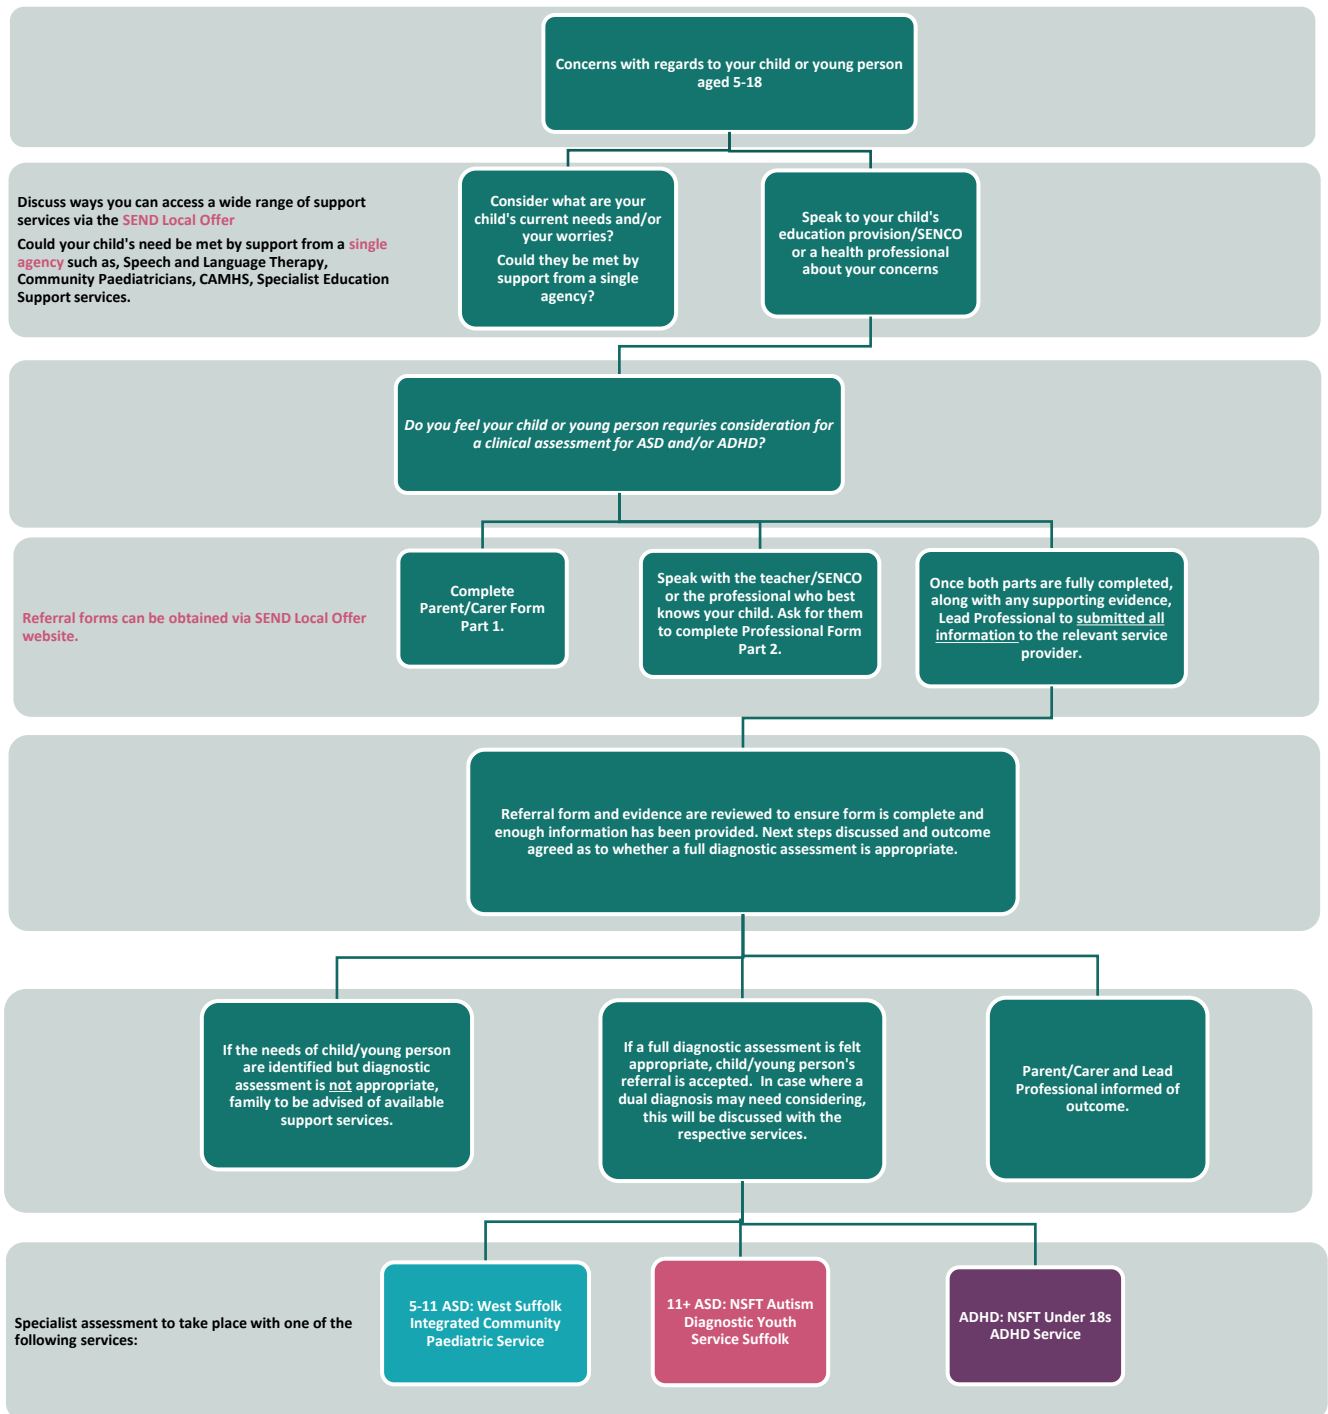 Concerns with regards to your child or young person
aged 5-18
Discuss ways you can access a wide range of support
services via the SEND Local Offer
Could your child's need be met by support from a single
agency such as, Speech and Language Therapy,
Community Paediatricians, CAMHS, Specialist Education
Support services.
Consider what are your
child's current needs and/or
your worries?
Could they be met by
support from a single
agency?
Speak to your child's
education provision/SENCO
or a health professional
about your concerns
Do you feel your child or young person requries consideration for
a clinical assessment for ASD and/or ADHD?
Referral forms can be obtained via SEND Local Offer
website.
Complete
Parent/Carer Form
Part 1.
Speak with the teacher/SENCO
or the professional who best
knows your child. Ask for them
to complete Professional Form
Part 2.
Once both parts are fully completed,
along with any supporting evidence,
Lead Professional to submitted all
information to the relevant service
provider.
Referral form and evidence are reviewed to ensure form is complete and
enough information has been provided. Next steps discussed and outcome
agreed as to whether a full diagnostic assessment is appropriate.
If the needs of child/young person
are identified but diagnostic
assessment is not appropriate,
family to be advised of available
support services.
If a full diagnostic assessment is felt
appropriate, child/young person's
referral is accepted. In case where a
dual diagnosis may need considering,
this will be discussed with the
respective services.
Parent/Carer and Lead
Professional informed of
outcome.
Specialist assessment to take place with one of the
following services:
5-11 ASD: West Suffolk
Integrated Community
Paediatric Service
11+ ASD: NSFT Autism
Diagnostic Youth
Service Suffolk
ADHD: NSFT Under 18s
ADHD Service